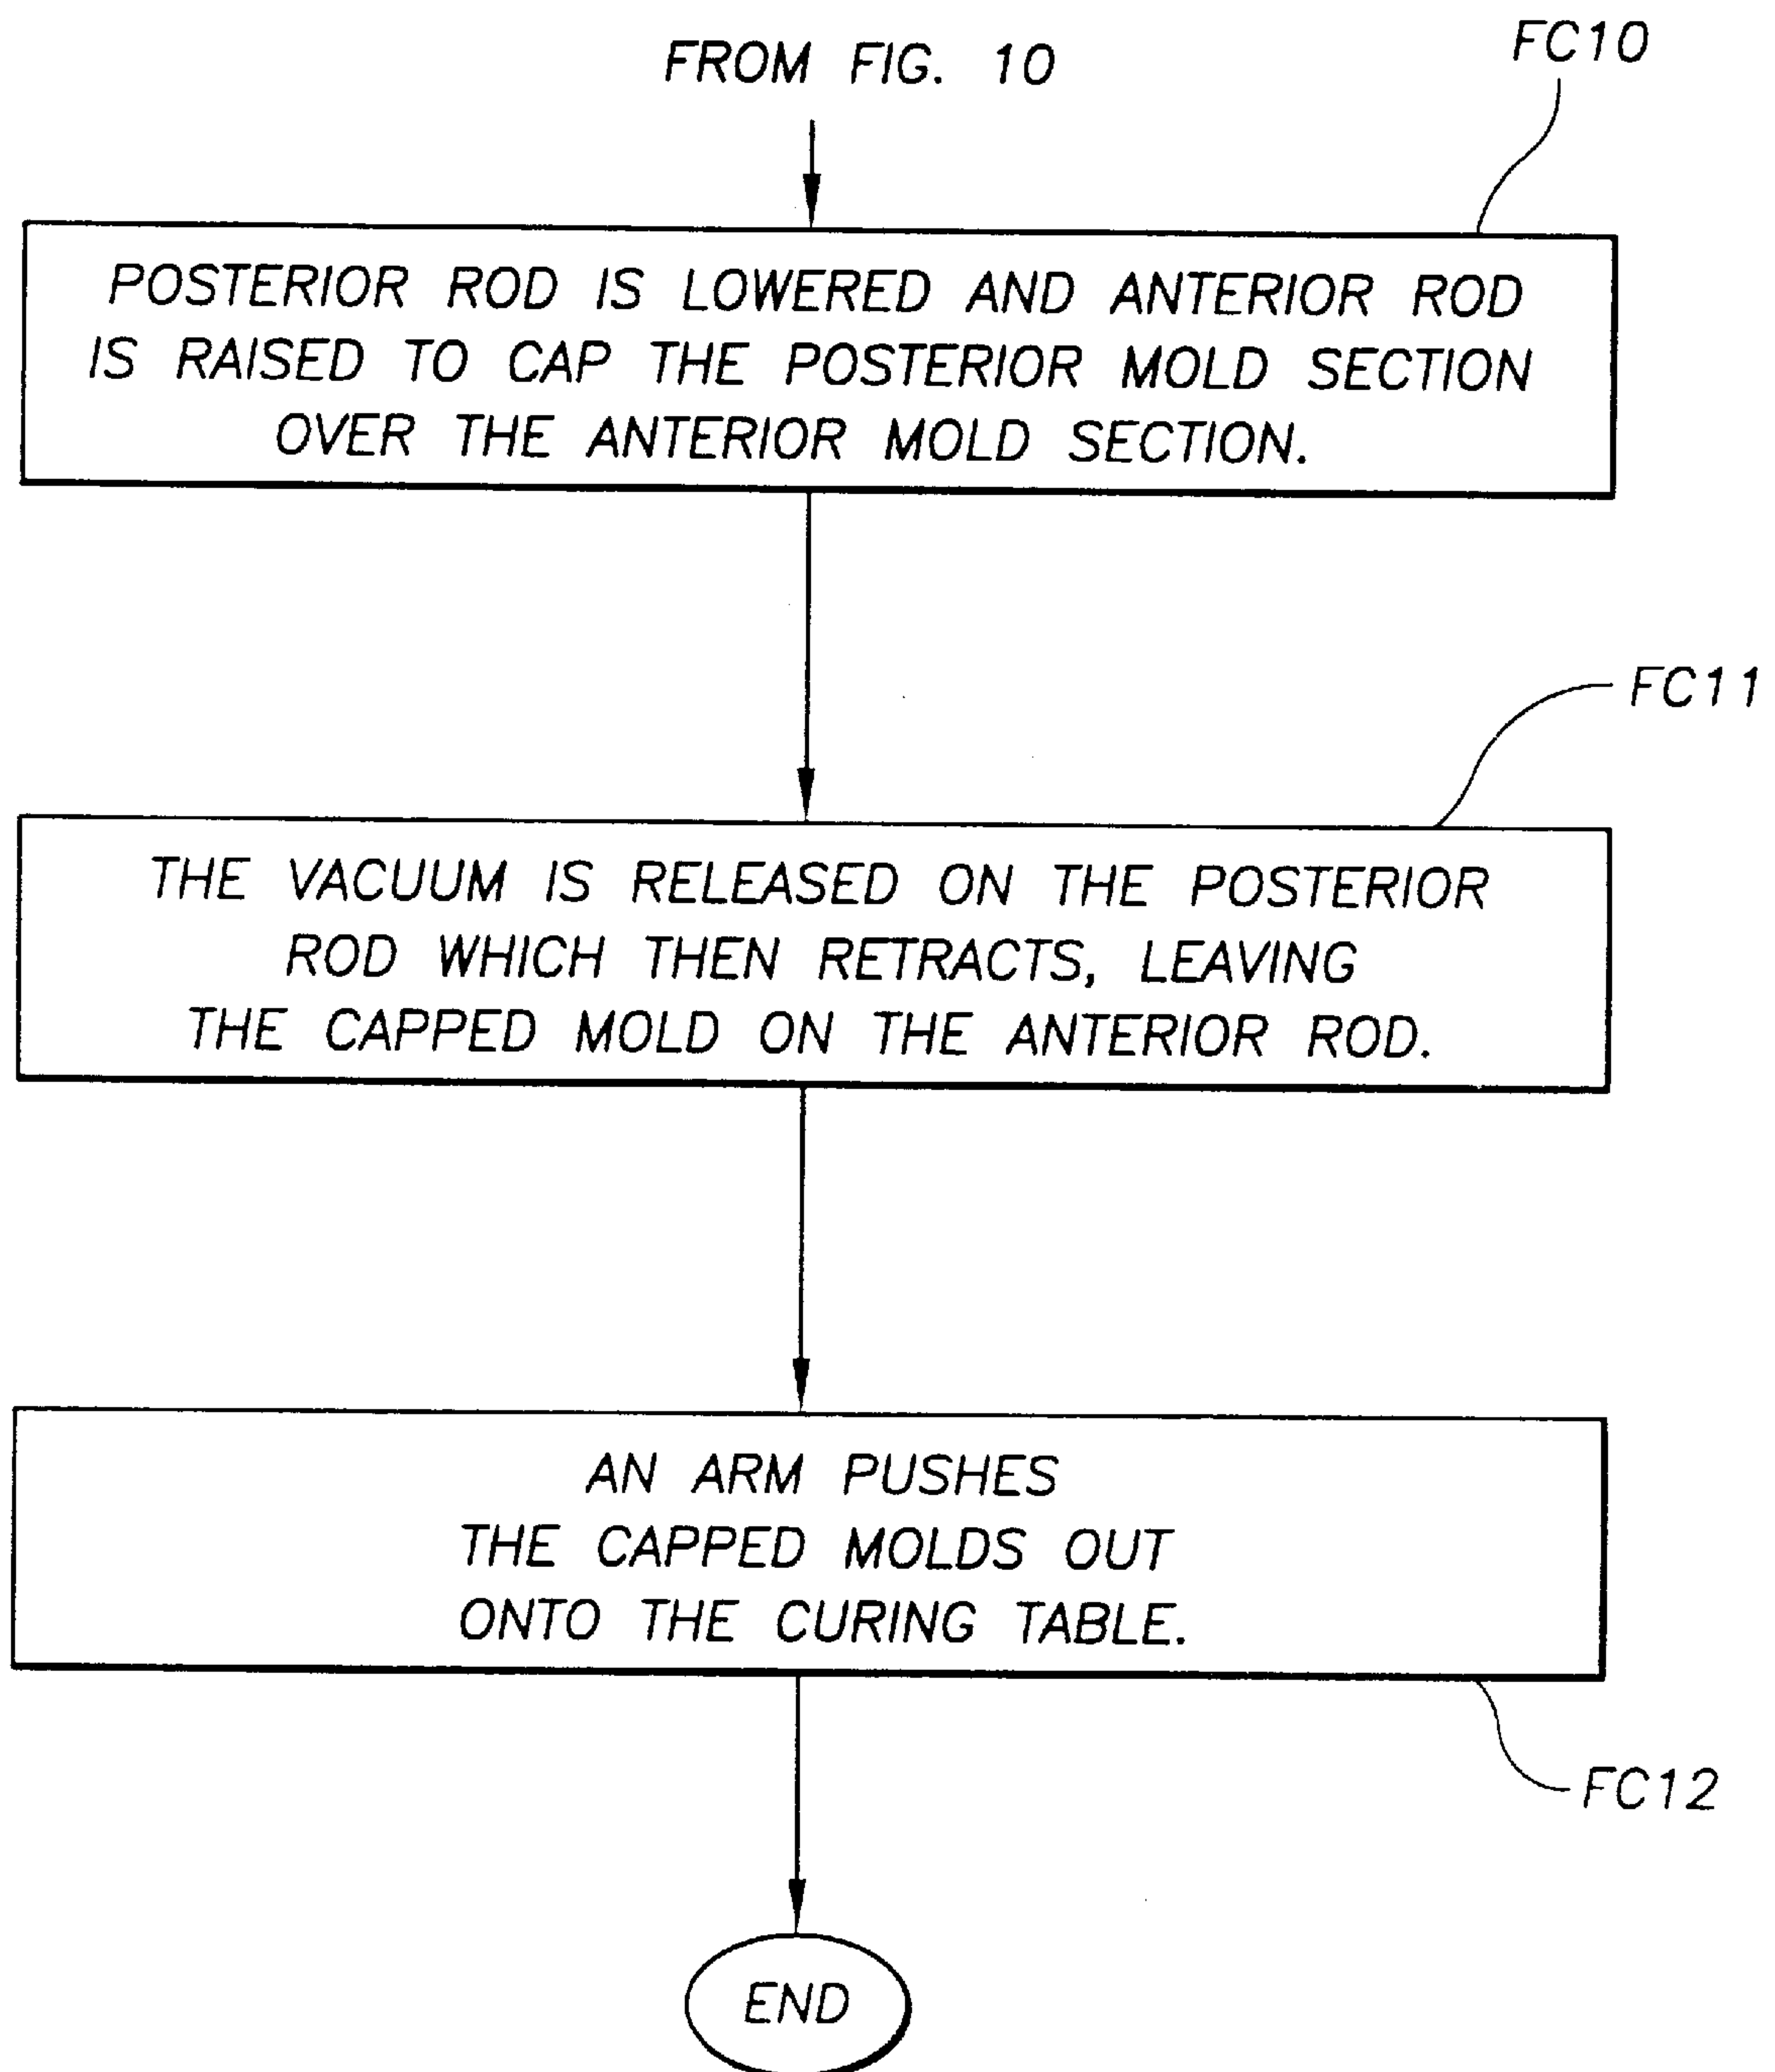 FROM FIG. 10
FC10
POSTERIOR ROD IS LOWERED AND ANTERIOR ROD
IS RAISED TO CAP THE POSTERIOR MOLD SECTION
OVER THE ANTERIOR MOLD SECTION.
FC11
THE VACUUM IS RELEASED ON THE POSTERIOR
ROD WHICH THEN RETRACTS, LEAVING
THE CAPPED MOLD ON THE ANTERIOR ROD.
AN ARM PUSHES
THE CAPPED MOLDS OUT
ONTO THE CURING TABLE.
FC12
END